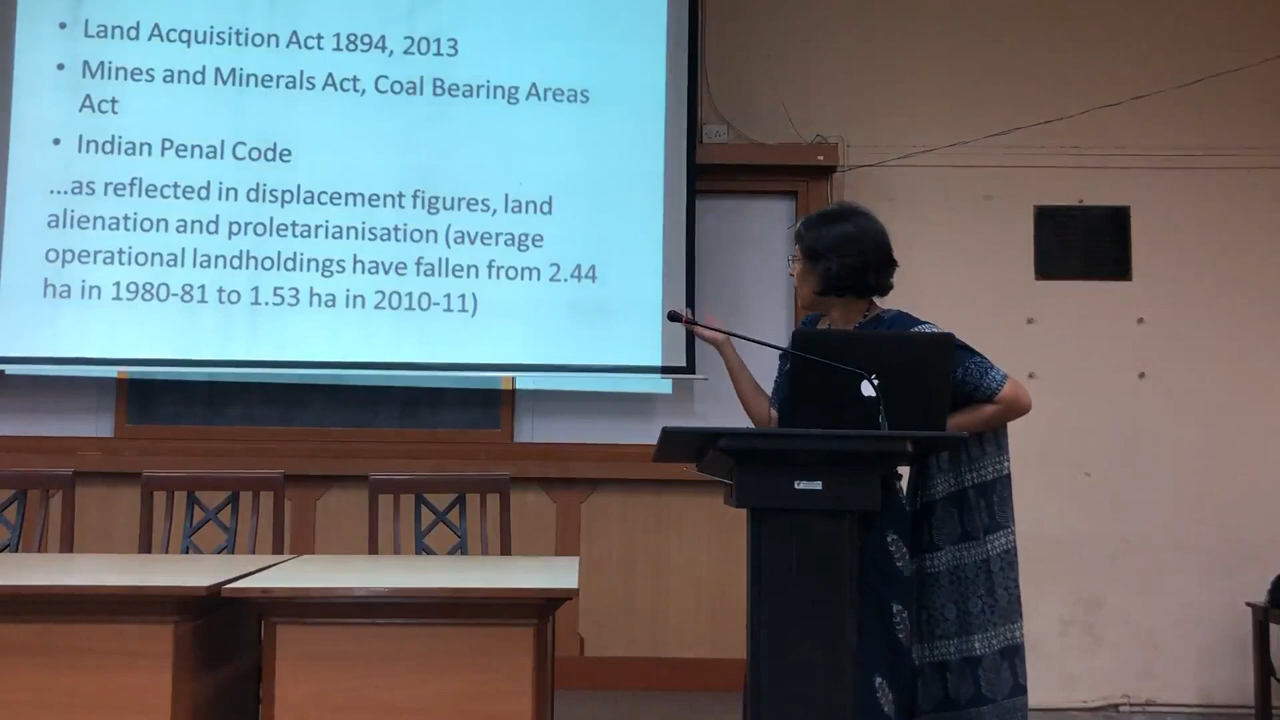 • Land Acquisition Act 1894, 2013
• Mines and Minerals Act, Coal Bearing Areas
Act
• Indian Penal Code
...as reflected in displacement figures, land
alienation and proletarianisation (average
operational landholdings have fallen from 2.44
ha in 1980-81 to 1.53 ha in 2010-11)